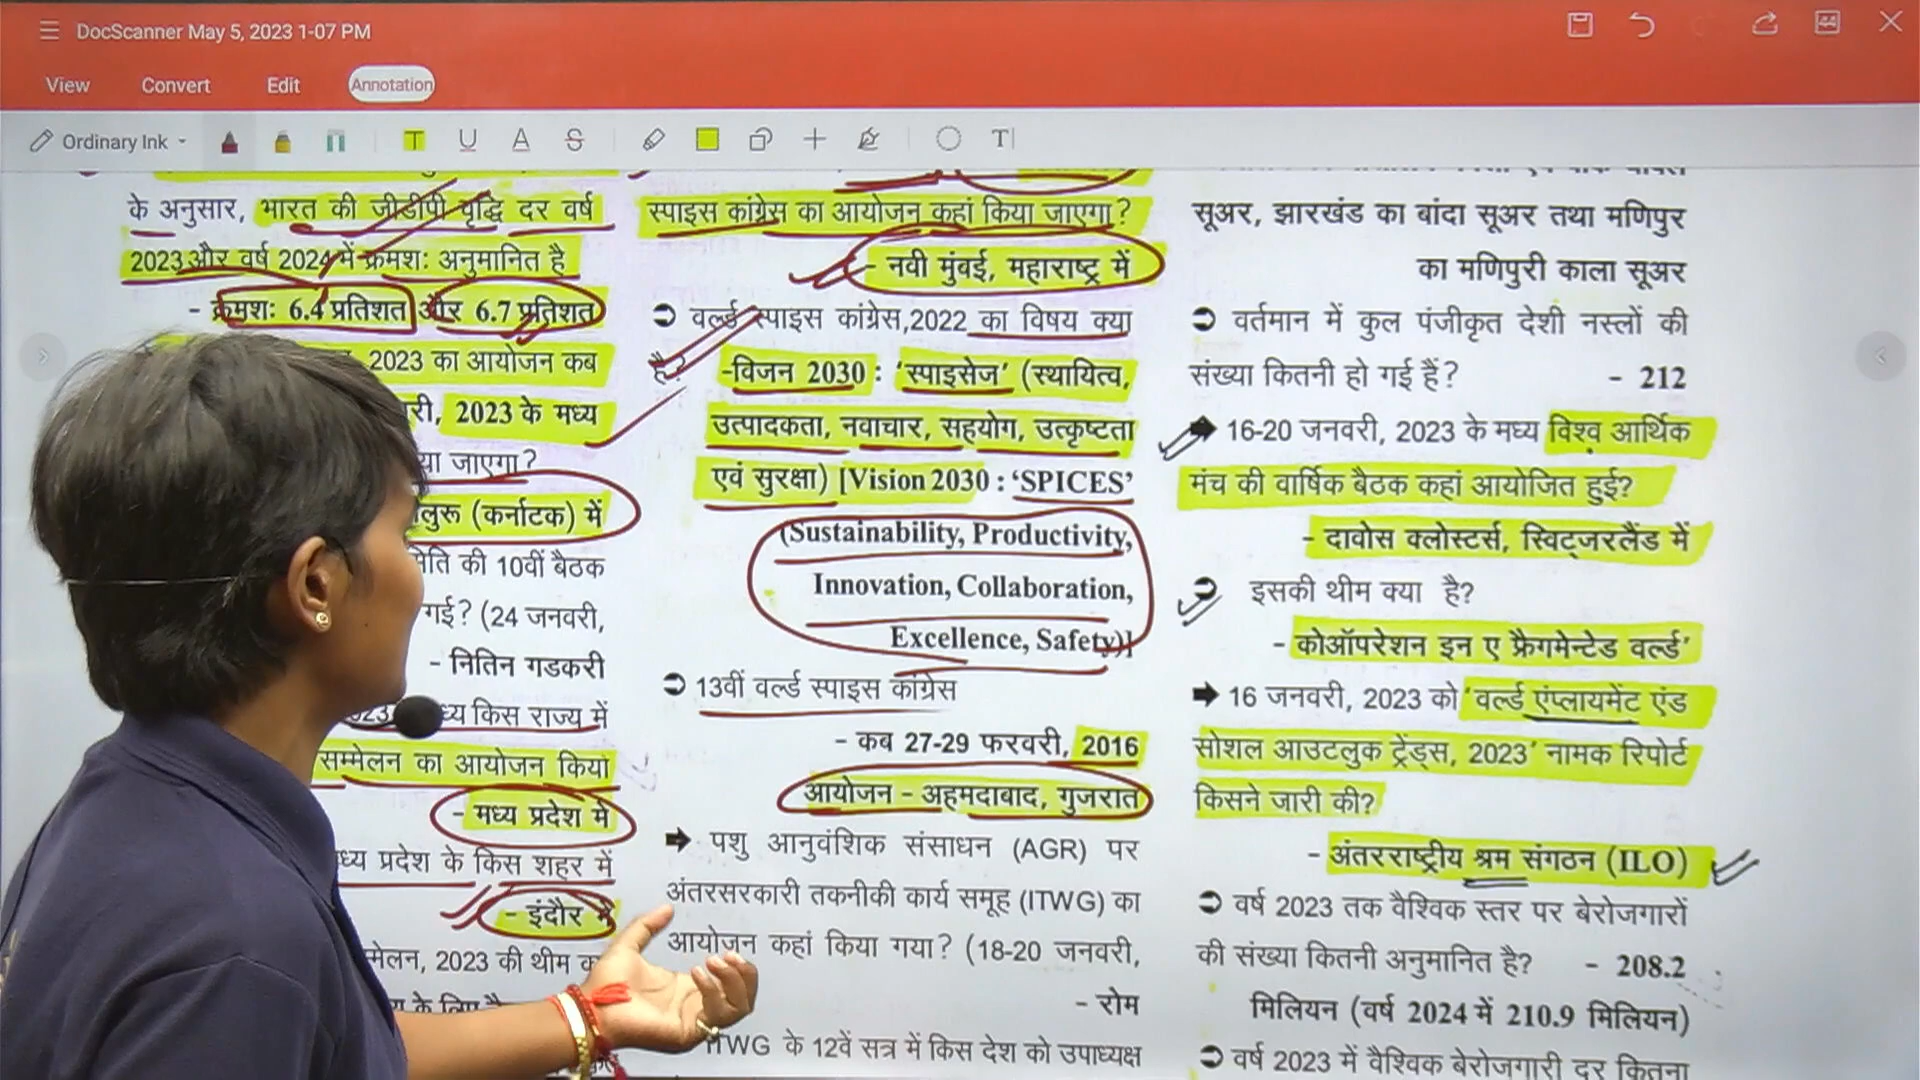 DocScanner May 5, 2023 1-07 PM
View Convert Edit Annotation
Ordinary Ink
के अनुसार, भारत की जीडीपी वृद्धि दर वर्ष
2023 और वर्ष 2024 में क्रमशः अनुमानित है
- क्रमशः 6.4 प्रतिशत और 6.7 प्रतिशत
2023 का आयोजन कब
2023 के मध्य
जाएगा?
(कर्नाटक) में
की 10वीं बैठक
गई? (24 जनवरी,
- नितिन गडकरी
किस राज्य में
सम्मेलन का आयोजन किया
- मध्य प्रदेश में
प्रदेश के किस शहर में
- इंदौर में
2023 की थीम
के लिए
स्पाइस कांग्रेस का आयोजन कहां किया जाएगा?
- नवी मुंबई, महाराष्ट्र में
➲ वर्ल्ड स्पाइस कांग्रेस,2022 का विषय क्या
है? -विजन 2030 : ‘स्पाइसेज’ (स्थायित्व,
उत्पादकता, नवाचार, सहयोग, उत्कृष्टता
एवं सुरक्षा) [Vision 2030 : ‘SPICES’
(Sustainability, Productivity,
Innovation, Collaboration,
Excellence, Safety)]
➲ 13वीं वर्ल्ड स्पाइस कांग्रेस
- कब 27-29 फरवरी, 2016
आयोजन - अहमदाबाद, गुजरात
➡ पशु आनुवंशिक संसाधन (AGR) पर
अंतरसरकारी तकनीकी कार्य समूह (ITWG) का
आयोजन कहां किया गया? (18-20 जनवरी,
- रोम
ITWG के 12वें सत्र में किस देश को उपाध्यक्ष
सूअर, झारखंड का बांदा सूअर तथा मणिपुर
का मणिपुरी काला सूअर
➲ वर्तमान में कुल पंजीकृत देशी नस्लों की
संख्या कितनी हो गई हैं? - 212
➡ 16-20 जनवरी, 2023 के मध्य विश्व आर्थिक
मंच की वार्षिक बैठक कहां आयोजित हुई?
- दावोस क्लोस्टर्स, स्विट्जरलैंड में
➲ इसकी थीम क्या है?
- कोऑपरेशन इन ए फ्रैगमेन्टेड वर्ल्ड’
➡ 16 जनवरी, 2023 को ‘वर्ल्ड एंप्लायमेंट एंड
सोशल आउटलुक ट्रेंड्स, 2023’ नामक रिपोर्ट
किसने जारी की?
- अंतरराष्ट्रीय श्रम संगठन (ILO)
➲ वर्ष 2023 तक वैश्विक स्तर पर बेरोजगारों
की संख्या कितनी अनुमानित है? - 208.2
मिलियन (वर्ष 2024 में 210.9 मिलियन)
➲ वर्ष 2023 में वैश्विक बेरोजगारी दर कितना